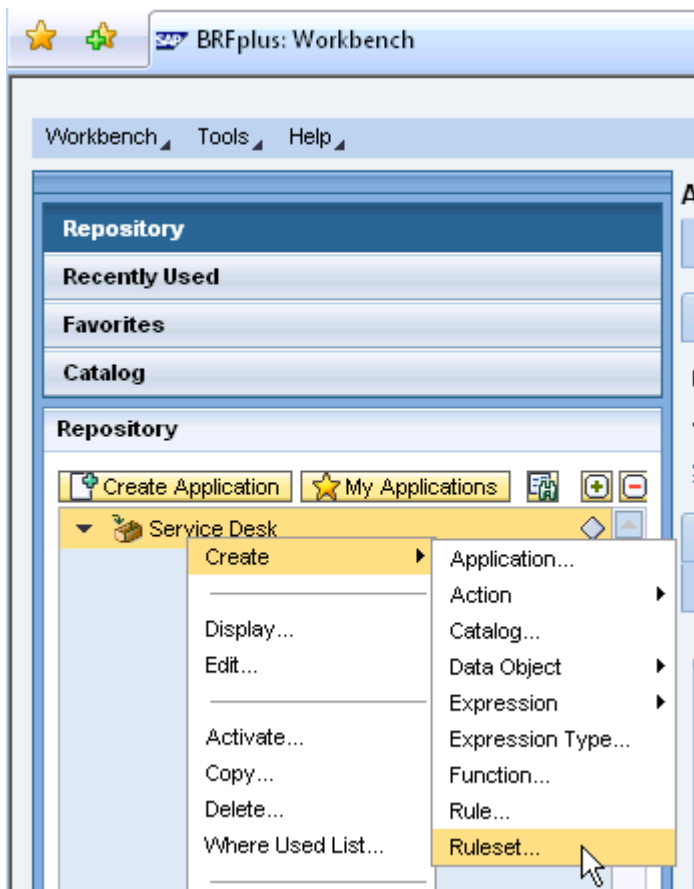 SAP BRFplus: Workbench
Workbench Tools Help
Repository
Recently Used
Favorites
Catalog
Repository
Create Application My Applications
Service Desk
Create
Display...
Edit...
Activate...
Copy...
Delete...
Where Used List...
Application...
Action
Catalog...
Data Object
Expression
Expression Type...
Function...
Rule...
Ruleset...